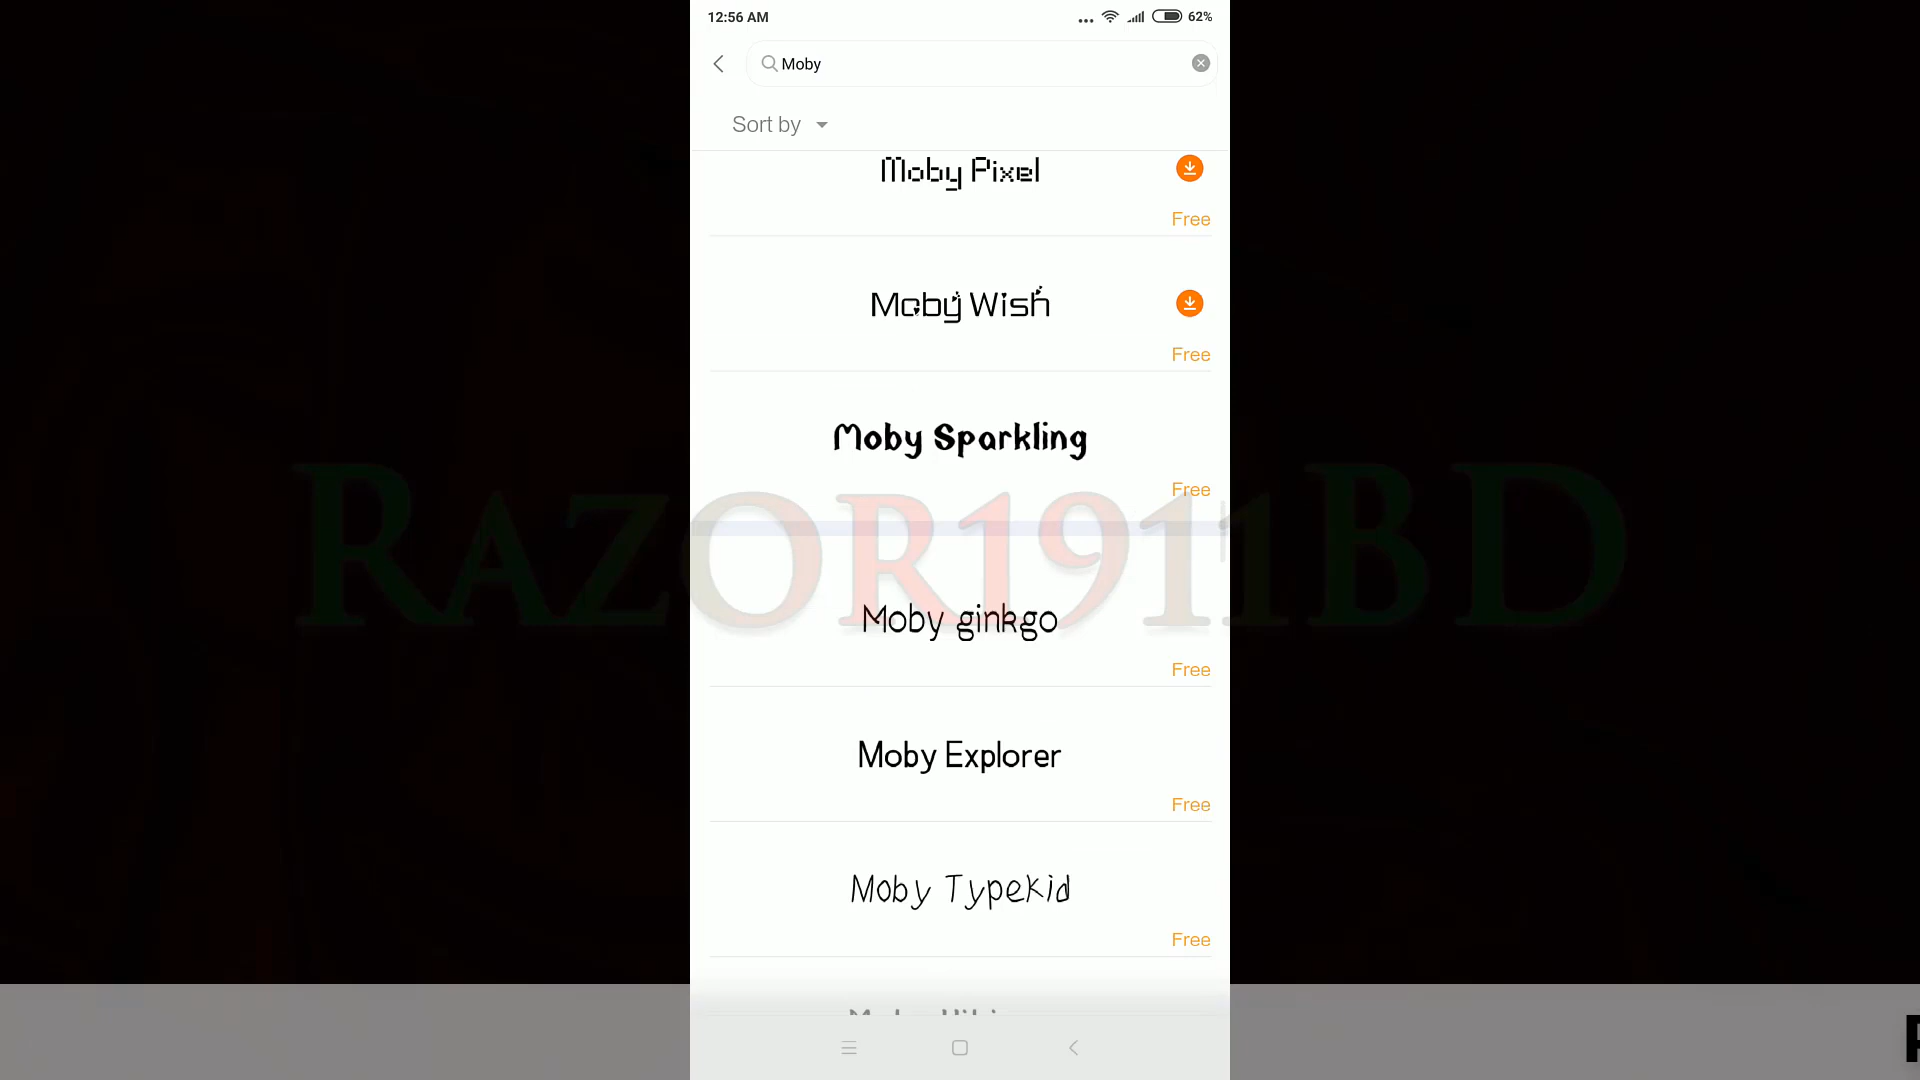 12:56 AM
62%
Moby
Sort by
Moby Pixel
Free
Moby Wish
Free
Moby Sparkling
Free
RAZOR1911BD
Moby ginkgo
Free
Moby Explorer
Free
Moby Typekid
Free